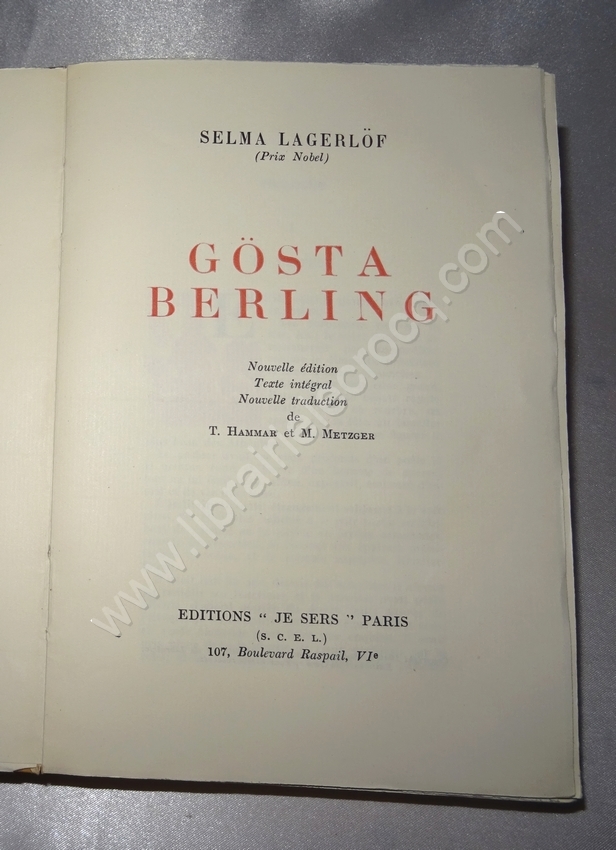 SELMA LAGERLÖF
(Prix Nobel)
GÖSTA
BERLING
Nouvelle édition
Texte intégral
Nouvelle traduction
de
T. HAMMAR et M. METZGER
EDITIONS “ JE SERS ” PARIS
(S. C. E. L.)
107, Boulevard Raspail, VIe
www.librairielecrocq.com